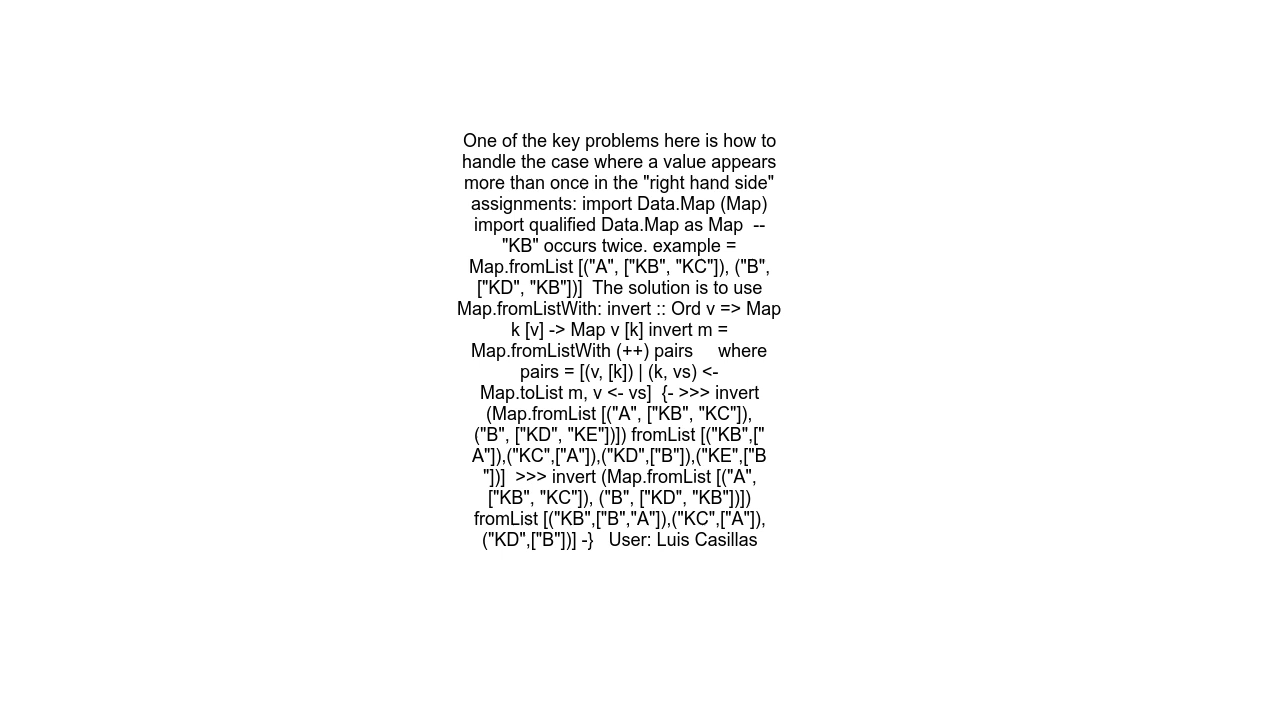 One of the key problems here is how to
handle the case where a value appears
more than once in the "right hand side"
assignments: import Data.Map (Map)
import qualified Data.Map as Map  --
"KB" occurs twice. example =
Map.fromList [("A", ["KB", "KC"]), ("B",
["KD", "KB"])]  The solution is to use
Map.fromListWith: invert :: Ord v => Map
k [v] -> Map v [k] invert m =
Map.fromListWith (++) pairs     where
pairs = [(v, [k]) | (k, vs) <-
Map.toList m, v <- vs]  {- >>> invert
(Map.fromList [("A", ["KB", "KC"]),
("B", ["KD", "KE"])]) fromList [("KB",["
A"]),("KC",["A"]),("KD",["B"]),("KE",["B
"])]  >>> invert (Map.fromList [("A",
["KB", "KC"]), ("B", ["KD", "KB"])])
fromList [("KB",["B","A"]),("KC",["A"]),
("KD",["B"])] -}   User: Luis Casillas